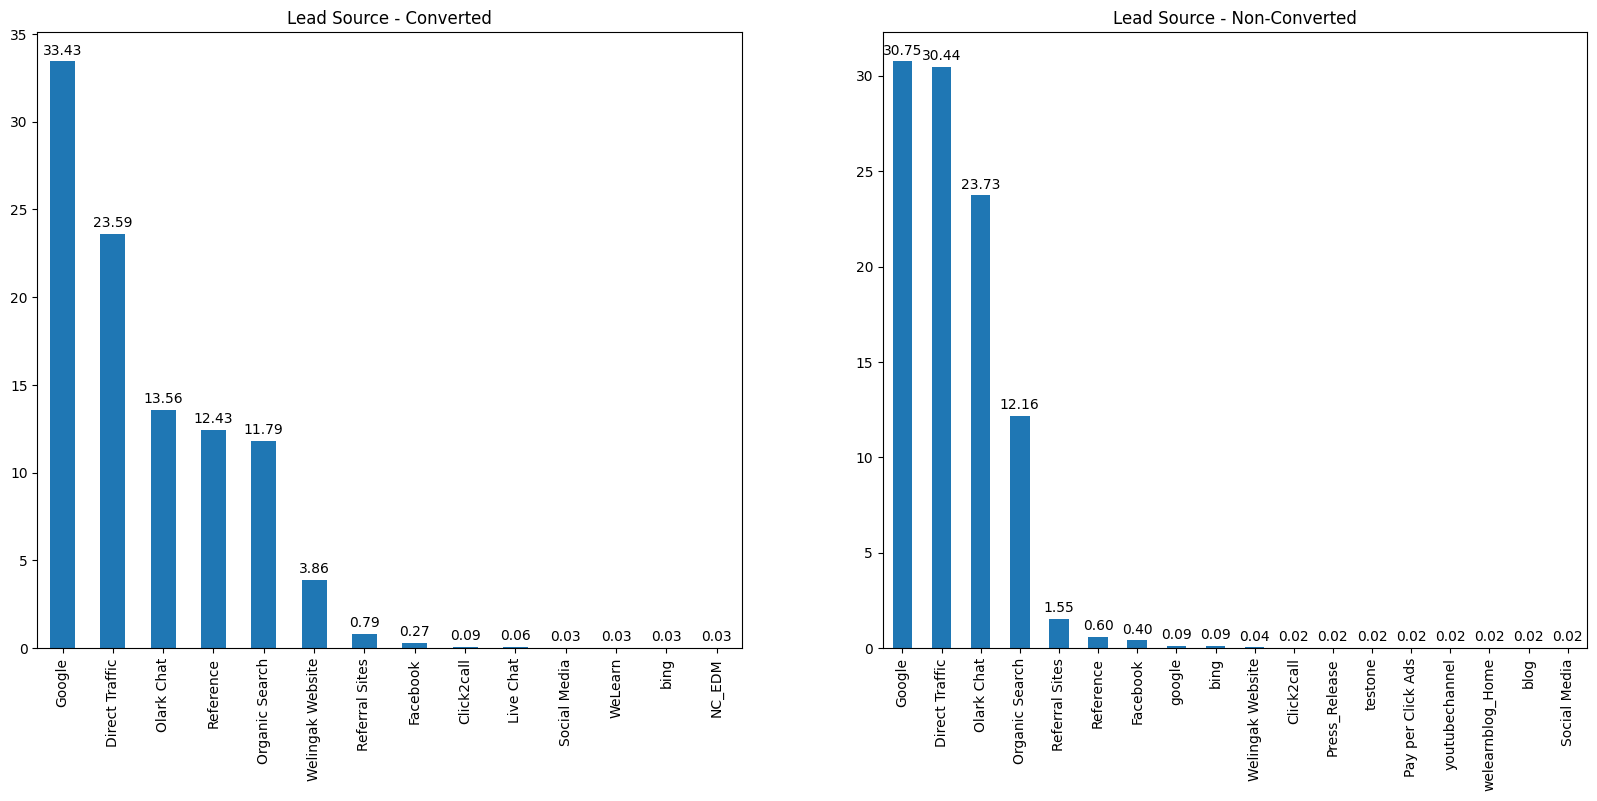 Lead Source - Converted
35
30
25
20
15
10
5
0
33.43
23.59
13.56
12.43
11.79
3.86
0.79
0.27
0.09
0.06
0.03
0.03
0.03
0.03
Google
Direct Traffic
Olark Chat
Reference
Organic Search
Welingak Website
Referral Sites
Facebook
Click2call
Live Chat
Social Media
WeLearn
bing
NC_EDM
Lead Source - Non-Converted
30
25
20
15
10
5
0
30.75
30.44
23.73
12.16
1.55
0.60
0.40
0.09
0.09
0.04
0.02
0.02
0.02
0.02
0.02
0.02
0.02
0.02
Google
Direct Traffic
Olark Chat
Organic Search
Referral Sites
Reference
Facebook
google
bing
Welingak Website
Click2call
Press_Release
testone
Pay per Click Ads
youtubechannel
welearnblog_Home
blog
Social Media